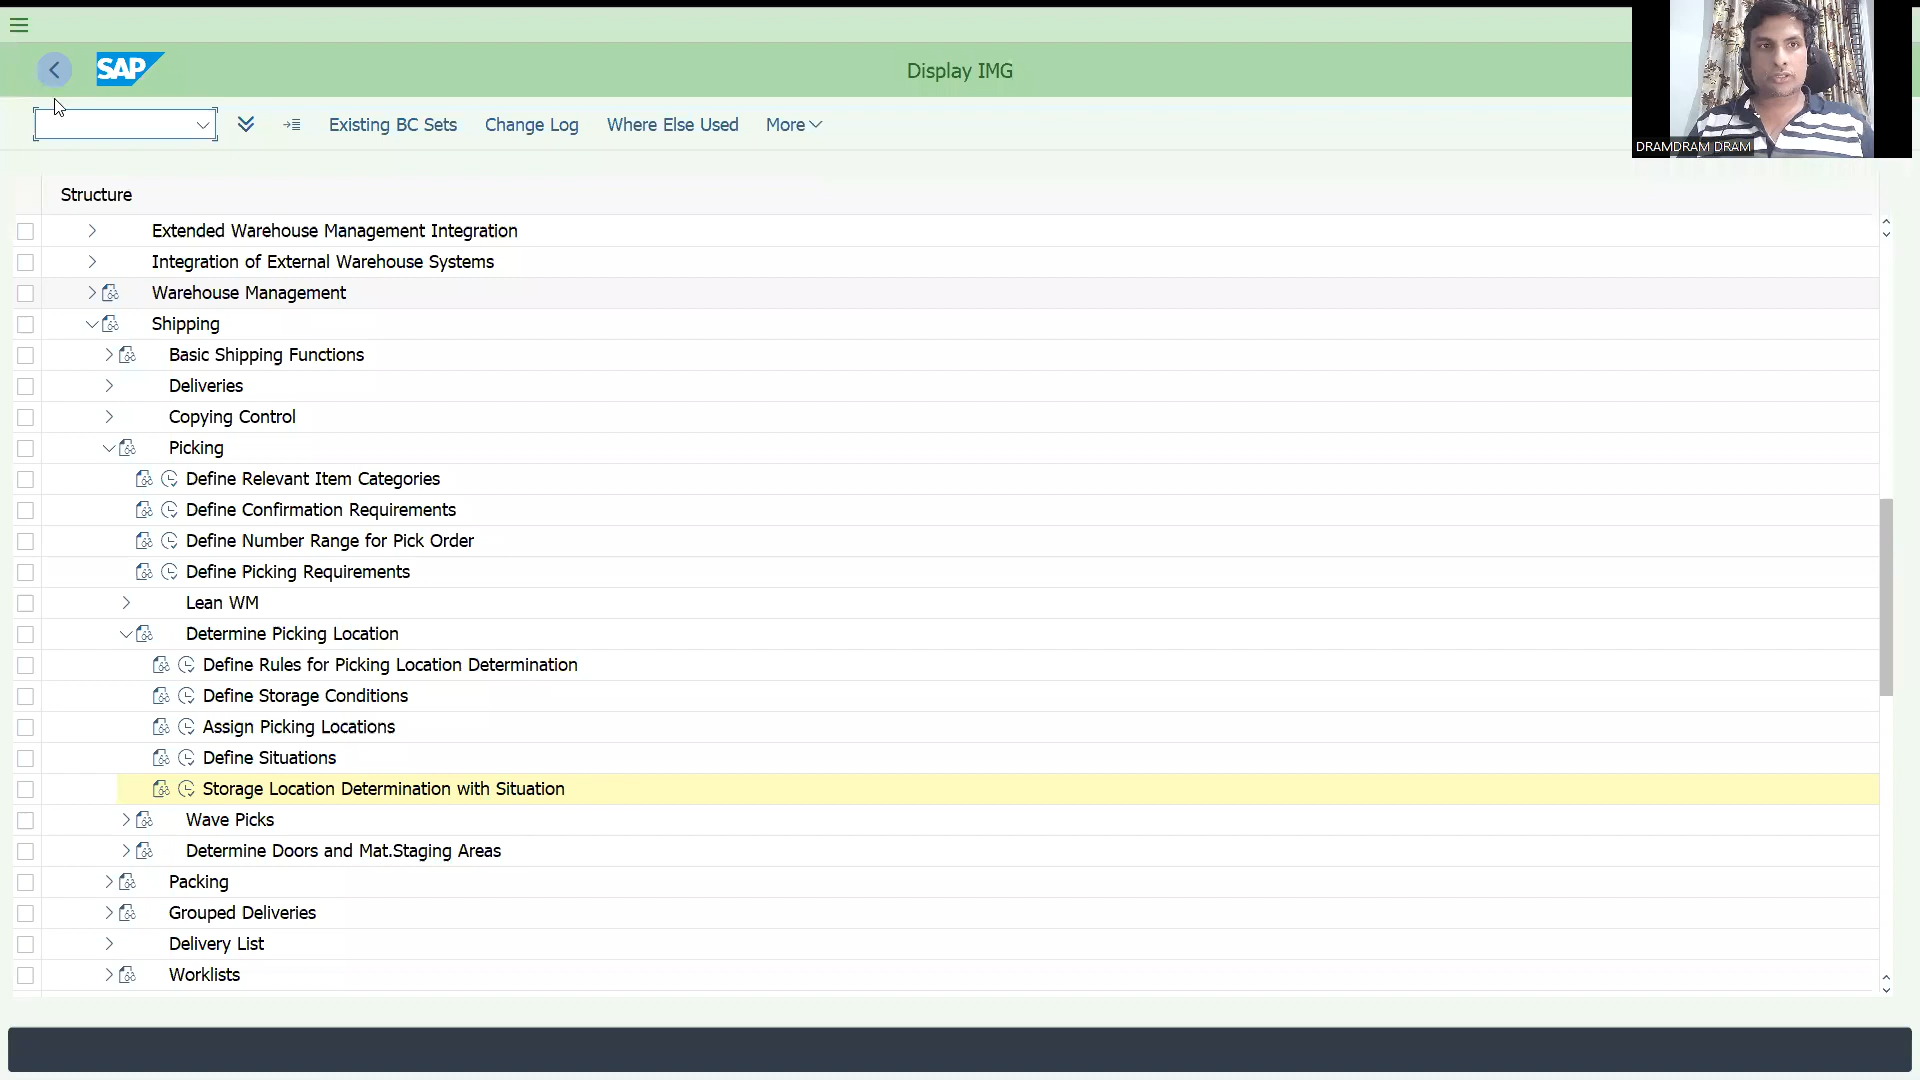 SAP
Display IMG
Existing BC Sets Change Log Where Else Used More
DRAMDRAM DRAM
Structure
Extended Warehouse Management Integration
Integration of External Warehouse Systems
Warehouse Management
Shipping
Basic Shipping Functions
Deliveries
Copying Control
Picking
Define Relevant Item Categories
Define Confirmation Requirements
Define Number Range for Pick Order
Define Picking Requirements
Lean WM
Determine Picking Location
Define Rules for Picking Location Determination
Define Storage Conditions
Assign Picking Locations
Define Situations
Storage Location Determination with Situation
Wave Picks
Determine Doors and Mat.Staging Areas
Packing
Grouped Deliveries
Delivery List
Worklists